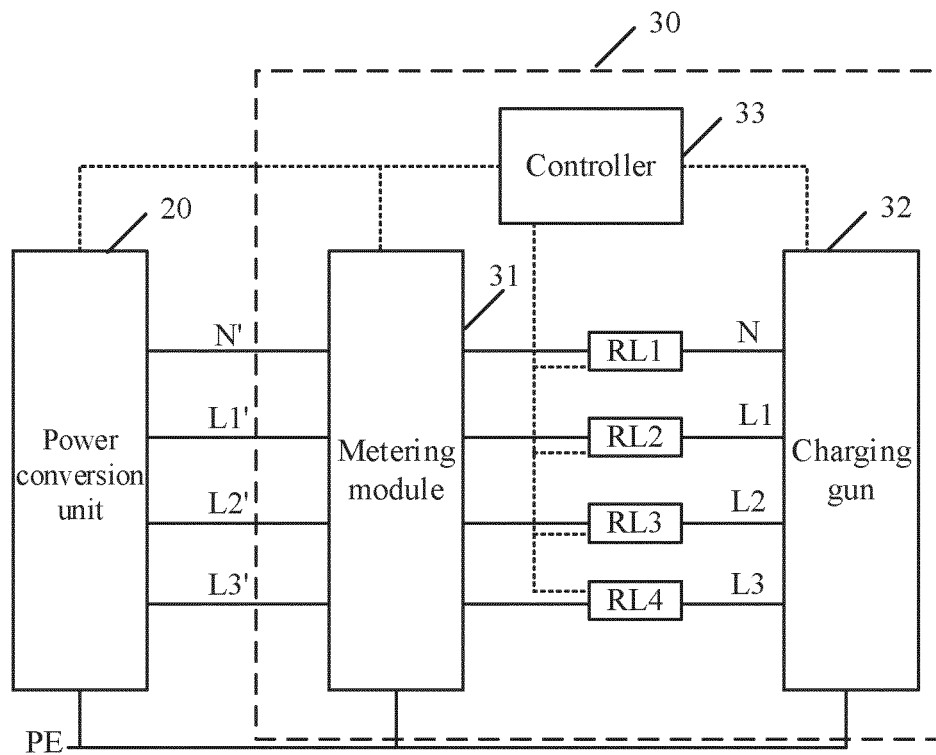 30
33
Controller
20
32
31
N'
RL1
N
L1'
RL2
L1
Power
conversion
unit
Metering
module
Charging
gun
L2'
RL3
L2
L3'
RL4
L3
PE